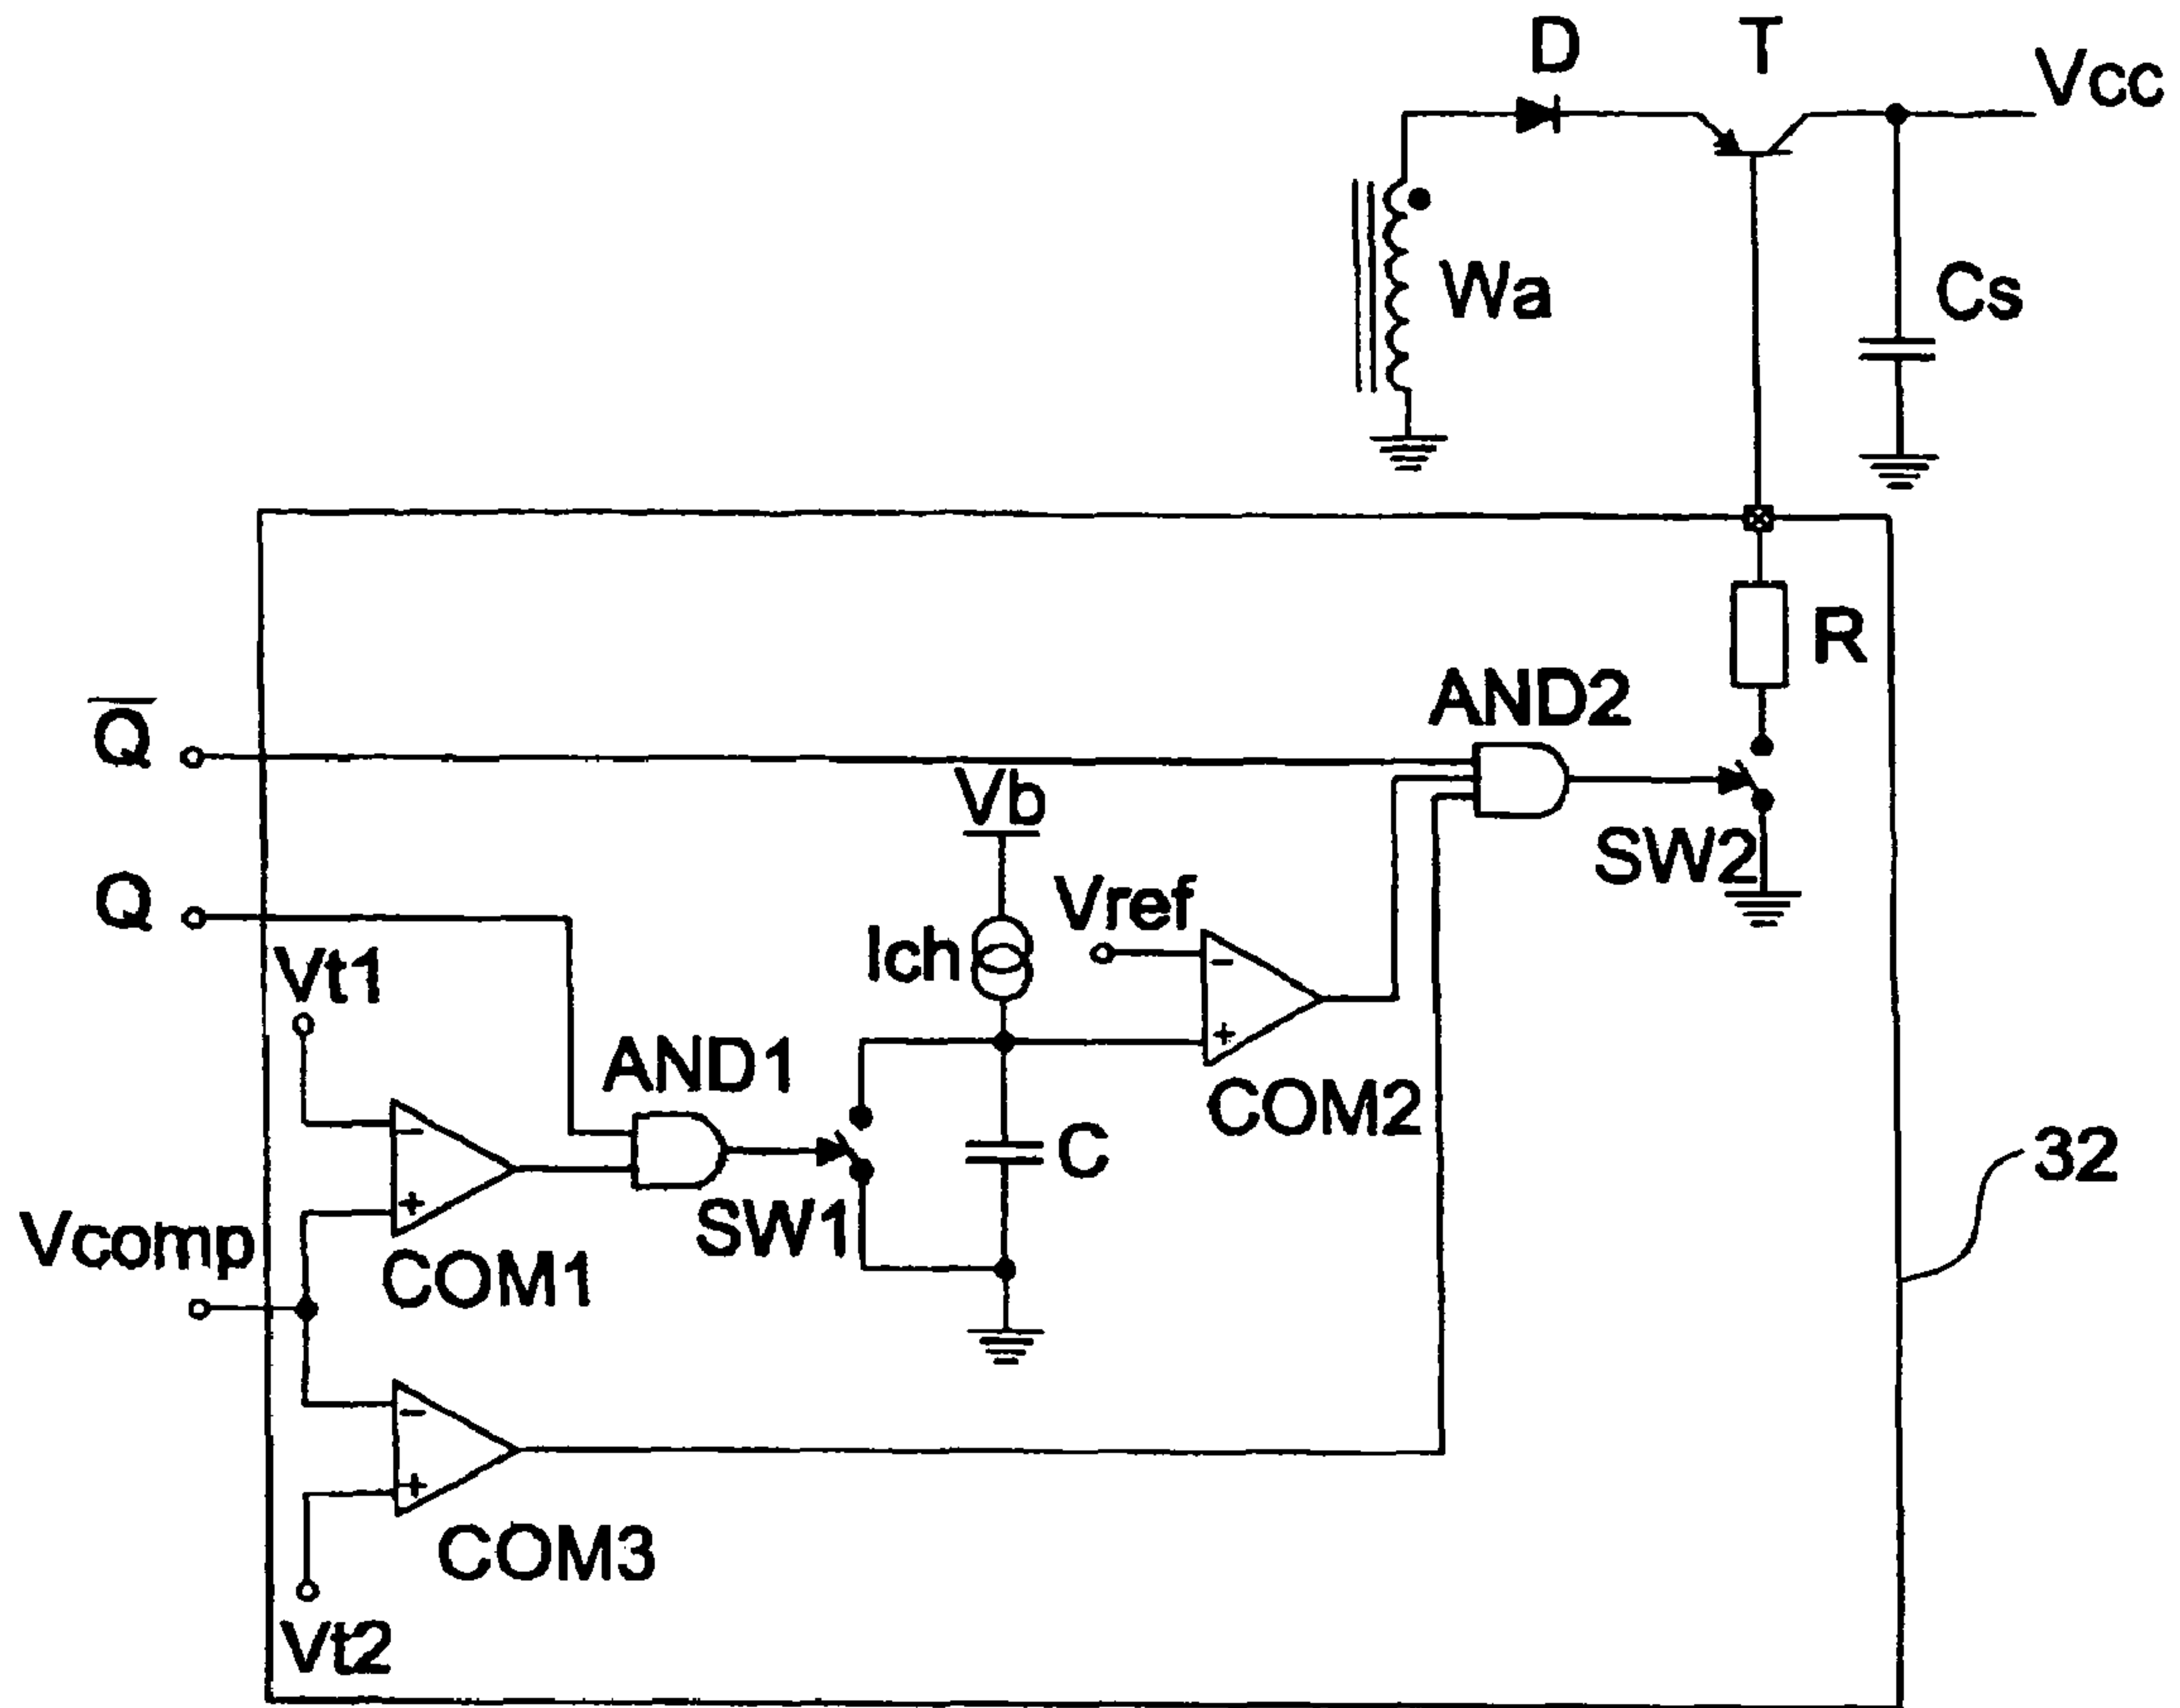 D
T
Vcc
Wa
Cs
R
AND2
Q̅
Vb
SW2
Q
Vref
Ich
Vt1
-
+
AND1
COM2
-
C
32
+
SW1
Vcomp
COM1
-
+
COM3
Vt2